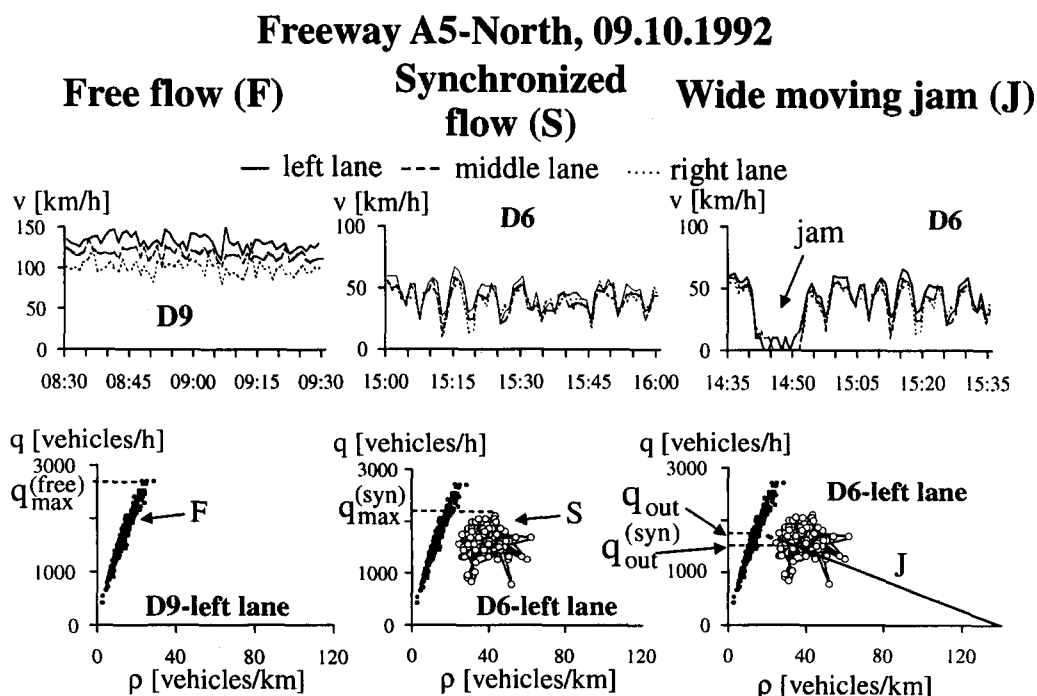 Freeway A5-North, 09.10.1992
Free flow (F)
Synchronized
flow (S)
Wide moving jam (J)
left lane
middle lane
right lane
v [km/h]
150
100
50
0
D9
08:30 08:45 09:00 09:15 09:30
v [km/h]
100
50
0
D6
15:00 15:15 15:30 15:45 16:00
v [km/h]
100
50
0
jam
D6
14:35 14:50 15:05 15:20 15:35
q [vehicles/h]
3000
q(free)max
1000
0
F
D9-left lane
0 40 80 120
ρ [vehicles/km]
q [vehicles/h]
3000
q(syn)max
1000
0
S
D6-left lane
0 40 80 120
ρ [vehicles/km]
q [vehicles/h]
3000
D6-left lane
qout
q(syn)out
1000
0
J
0 40 80 120
ρ [vehicles/km]